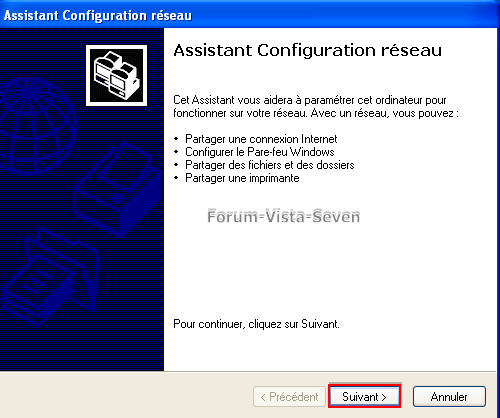 Assistant Configuration réseau
Assistant Configuration réseau
Cet Assistant vous aidera à paramétrer cet ordinateur pour
fonctionner sur votre réseau. Avec un réseau, vous pouvez :
• Partager une connexion Internet
• Configurer le Pare-feu Windows
• Partager des fichiers et des dossiers
• Partager une imprimante
Forum-Vista-Seven
Pour continuer, cliquez sur Suivant.
< Précédent Suivant > Annuler